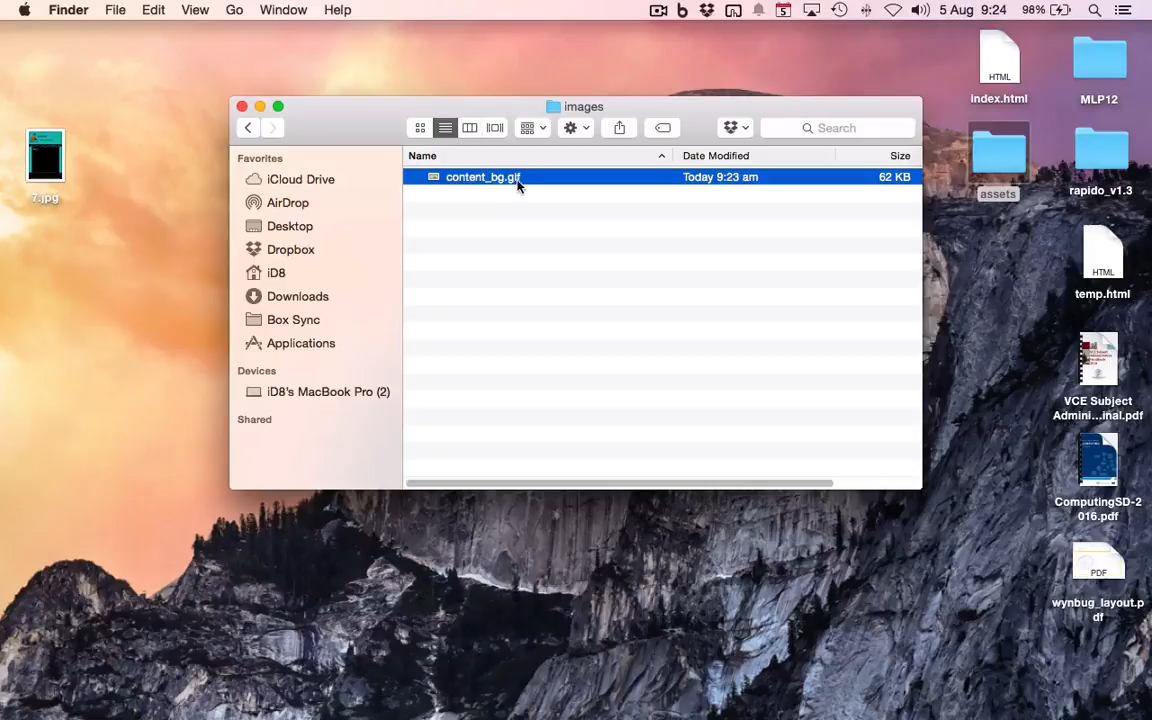 Finder File Edit View Go Window Help 5 Aug 9:24 98%
images
Search
Favorites
iCloud Drive
AirDrop
Desktop
Dropbox
iD8
Downloads
Box Sync
Applications
Devices
iD8's MacBook Pro (2)
Shared
Name Date Modified Size
content_bg.gif Today 9:23 am 62 KB
7.jpg
HTML
index.html
MLP12
assets
rapido_v1.3
HTML
temp.html
VCE Subject
Admini...inal.pdf
ComputingSD-2
016.pdf
PDF
wynbug_layout.p
df